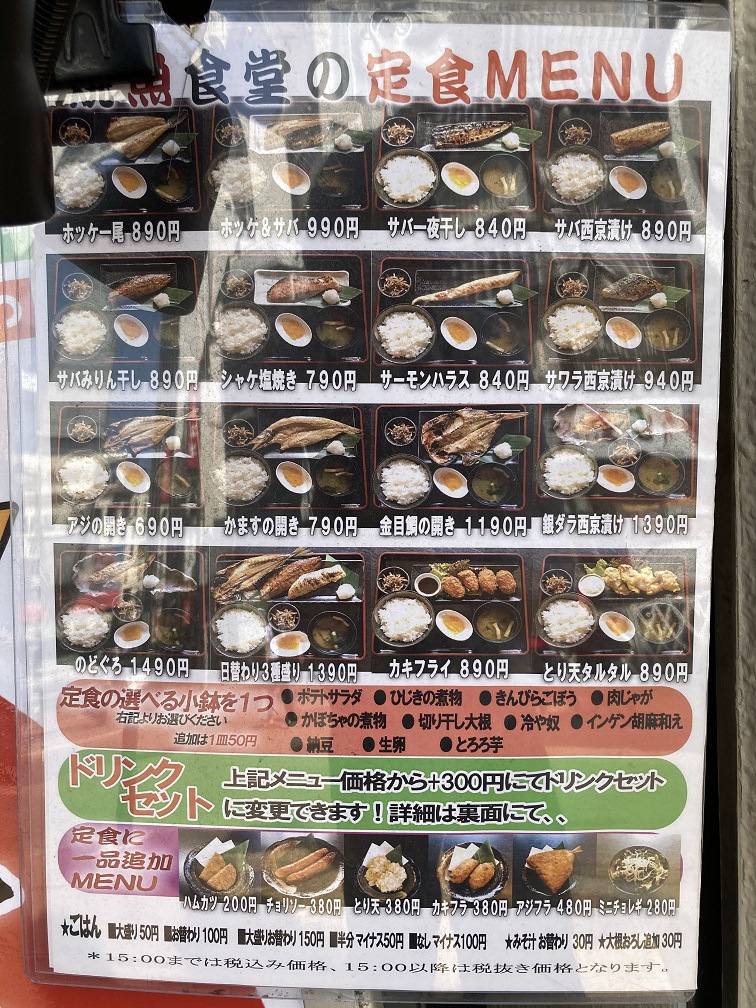 魚食堂の定食MENU
ホッケ一尾 890円
ホッケ&サバ 990円
サバ一夜干し 840円
サバ西京漬け 890円
サバみりん干し 890円
シャケ塩焼き 790円
サーモンハラス 840円
サワラ西京漬け 940円
アジの開き 690円
かますの開き 790円
金目鯛の開き 1190円
銀ダラ西京漬け 1390円
のどぐろ 1490円
日替わり3種盛り 1390円
カキフライ 890円
とり天タルタル 890円
定食の選べる小鉢を1つ
右記よりお選びください
追加は1皿50円
●ポテトサラダ ●ひじきの煮物 ●きんぴらごぼう ●肉じゃが
●かぼちゃの煮物 ●切り干し大根 ●冷や奴 ●インゲン胡麻和え
●納豆 ●生卵 ●とろろ芋
ドリンク
セット
上記メニュー価格から+300円にてドリンクセット
に変更できます!詳細は裏面にて、、
定食に
一品追加
MENU
ハムカツ 200円
チョリソー 380円
とり天 380円
カキフラ 380円
アジフラ 480円
ミニチョレギ 280円
★ごはん ■大盛り50円 ■お替わり100円 ■大盛りお替わり150円 ■半分 マイナス50円 ■なし マイナス100円 ★みそ汁 お替わり 30円 ★大根おろし追加 30円
*15:00までは税込み価格、15:00以降は税抜き価格となります。